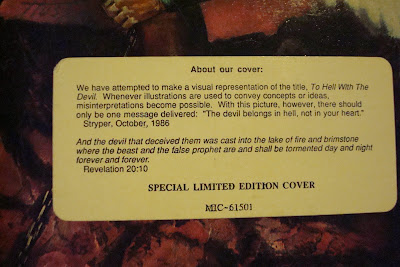 About our cover:
We have attempted to make a visual representation of the title, To Hell With The
Devil. Whenever illustrations are used to convey concepts or ideas,
misinterpretations become possible. With this picture, however, there should
only be one message delivered: "The devil belongs in hell, not in your heart."
Stryper, October, 1986
And the devil that deceived them was cast into the lake of fire and brimstone
where the beast and the false prophet are and shall be tormented day and night
forever and forever.
Revelation 20:10
SPECIAL LIMITED EDITION COVER
MIC-61501